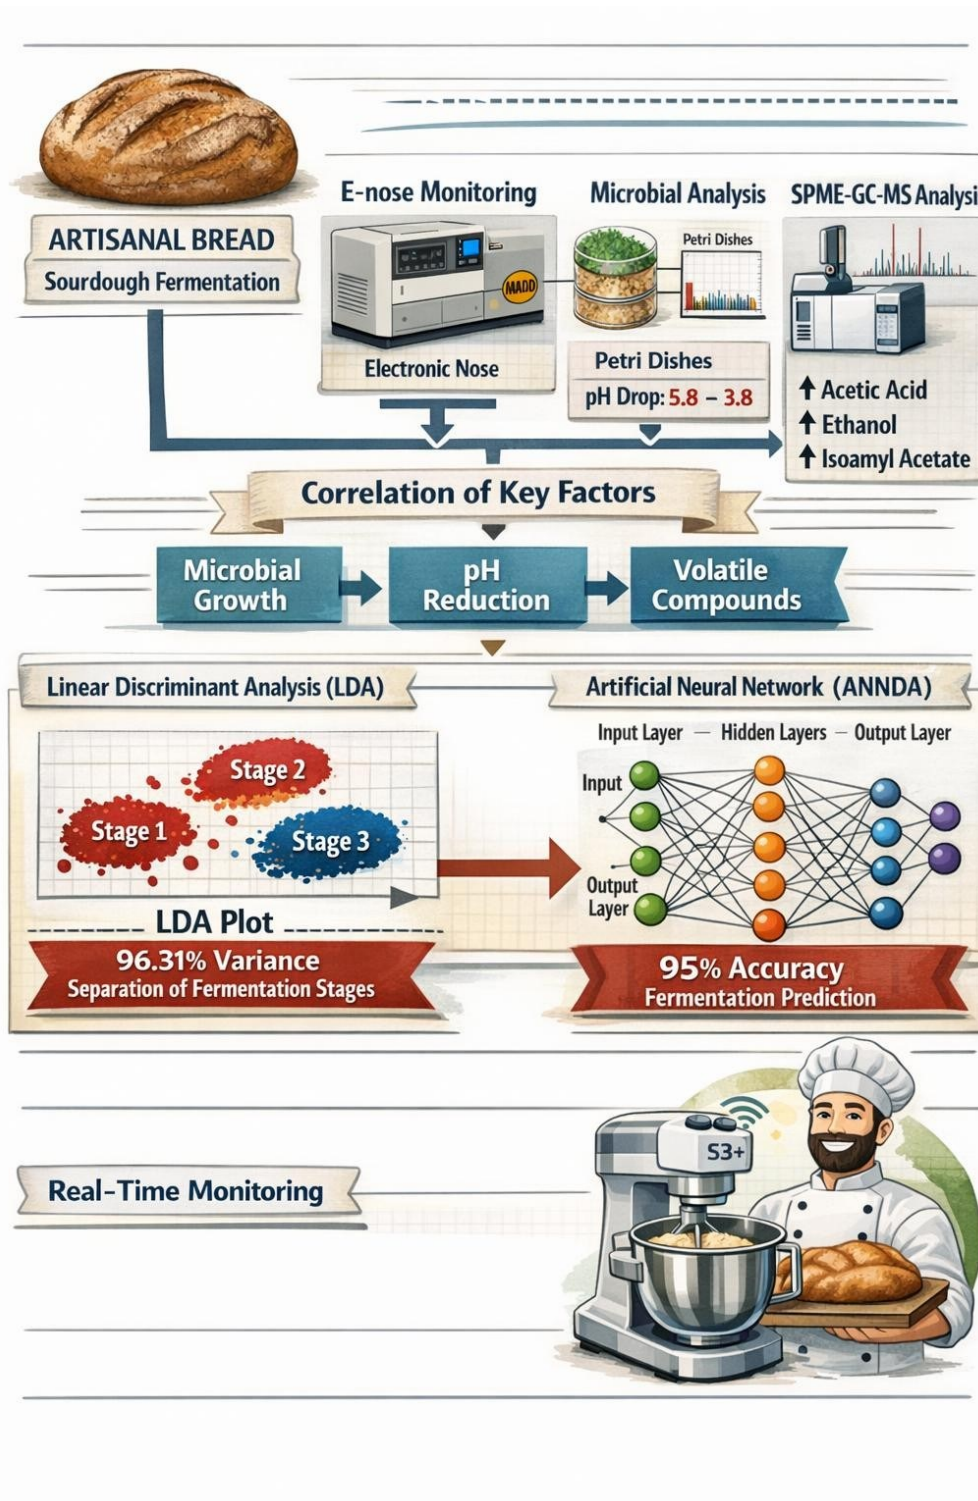 ARTISANAL BREAD
Sourdough Fermentation
E-nose Monitoring
MADD
Electronic Nose
Microbial Analysis
Petri Dishes
Petri Dishes
pH Drop: 5.8 – 3.8
SPME-GC-MS Analysi
↑ Acetic Acid
↑ Ethanol
↑ Isoamyl Acetate
Correlation of Key Factors
Microbial
Growth
pH
Reduction
Volatile
Compounds
Linear Discriminant Analysis (LDA)
Stage 1
Stage 2
Stage 3
LDA Plot
96.31% Variance
Separation of Fermentation Stages
Artificial Neural Network (ANNDA)
Input Layer — Hidden Layers – Output Layer
Input
Output
Layer
95% Accuracy
Fermentation Prediction
Real-Time Monitoring
S3+